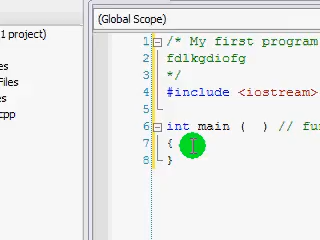 (Global Scope)
1 project)
1 /* My first program
es
2 fdlkgdiofg
Files
3 */
es
4 #include <iostream>
cpp
5
6 int main (  ) // fu
7 {
8 }